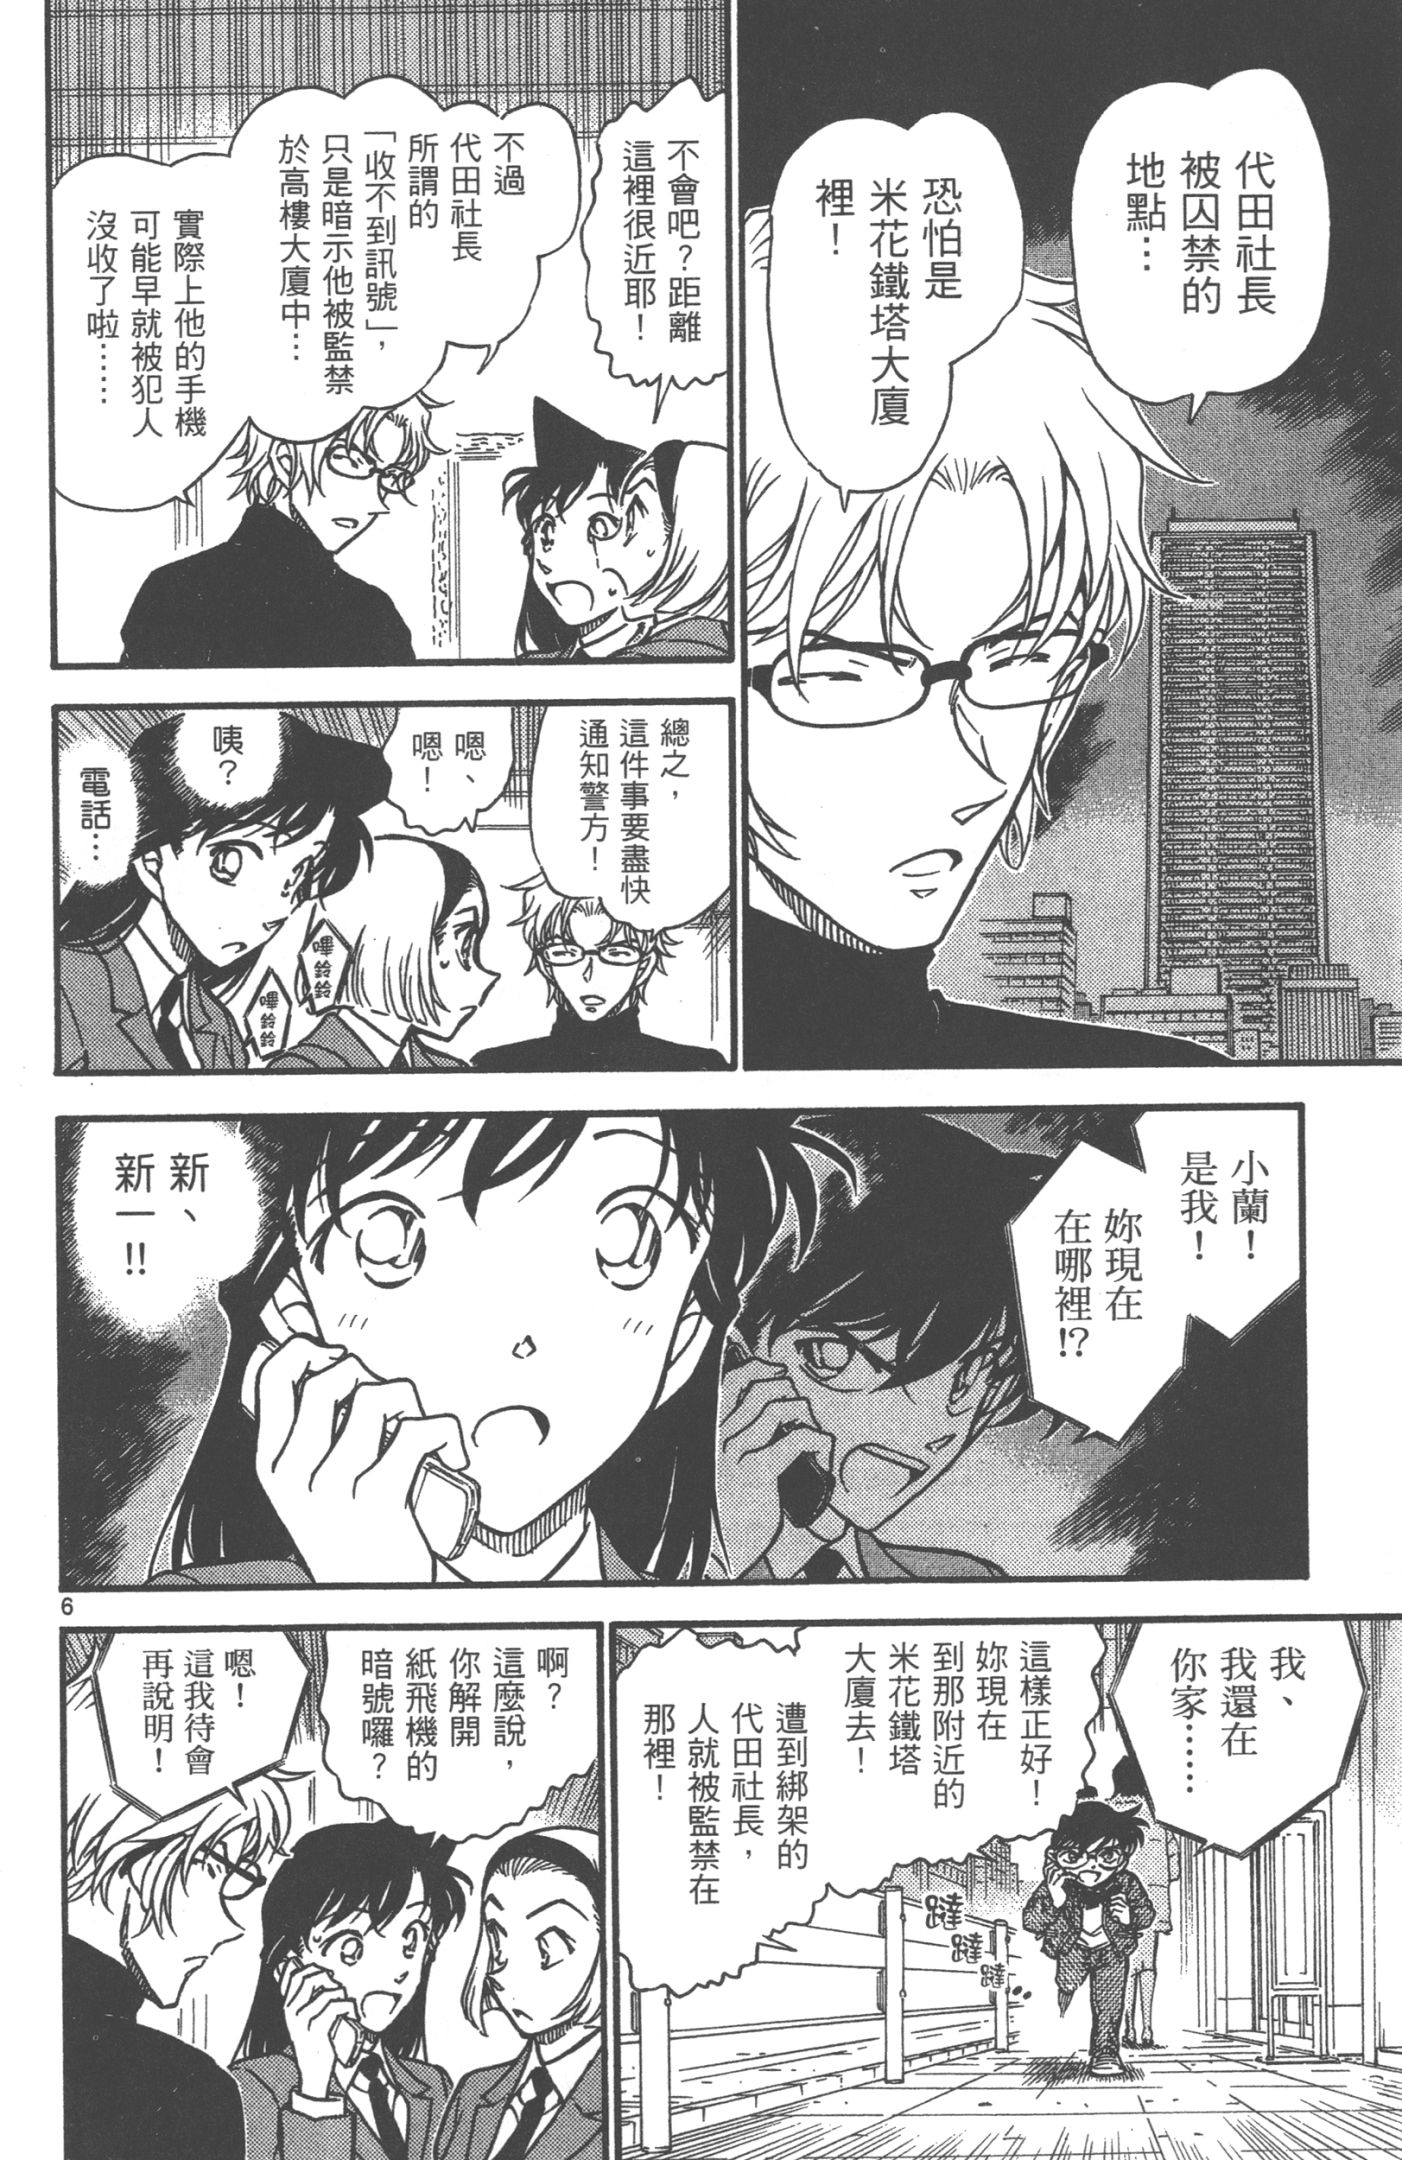 代田社長
被囚禁的
地點…
恐怕是
米花鐵塔大廈
裡！
不會吧？距離
這裡很近耶！
不過
代田社長
所謂的
「收不到訊號」，
只是暗示他被監禁
於高樓大廈中…
實際上他的手機
可能早就被犯人
沒收了啦……
總之，
這件事要盡快
通知警方！
嗯、
嗯！
嗶鈴鈴
嗶鈴鈴
咦？
電話…
小蘭！
是我！
妳現在
在哪裡!?
新、
新一!!
我、
我還在
你家……
這樣正好！
妳現在
到那附近的
米花鐵塔
大廈去！
遭到綁架的
代田社長，
人就被監禁在
那裡！
躂
躂
躂…
啊？
這麼說，
你解開
紙飛機的
暗號囉？
嗯！
這我待會
再說明！
6